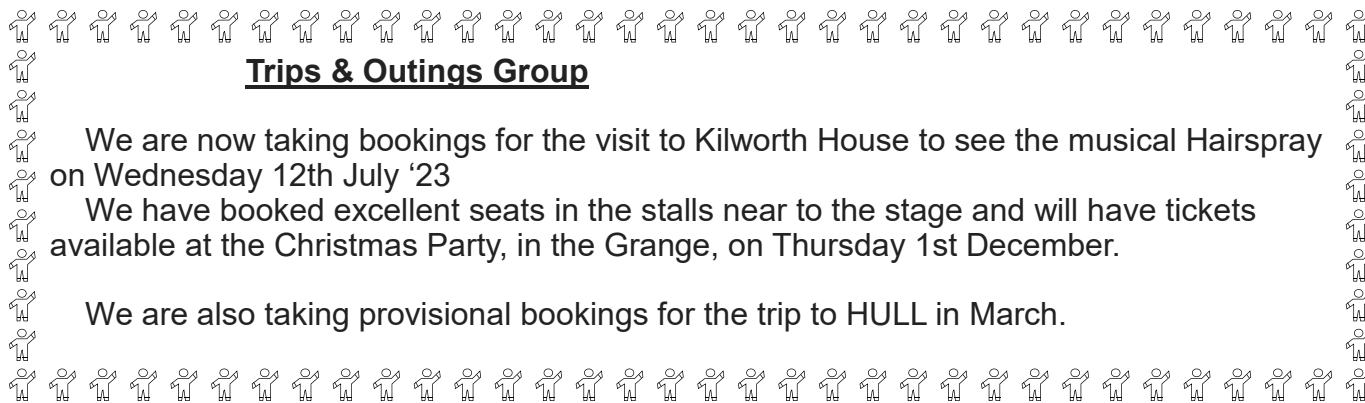 Trips & Outings Group
We are now taking bookings for the visit to Kilworth House to see the musical Hairspray
on Wednesday 12th July ‘23
We have booked excellent seats in the stalls near to the stage and will have tickets
available at the Christmas Party, in the Grange, on Thursday 1st December.
We are also taking provisional bookings for the trip to HULL in March.